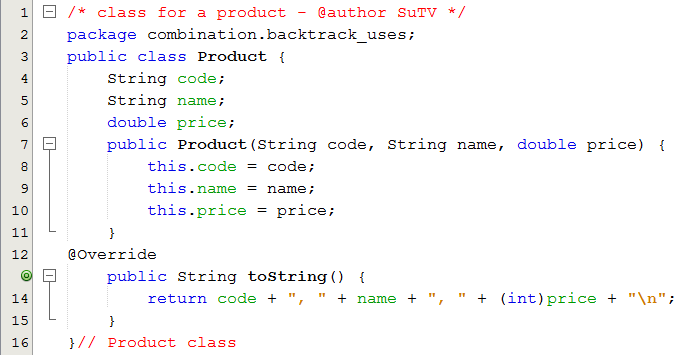 1 /* class for a product - @author SuTV */
2 package combination.backtrack_uses;
3 public class Product {
4 String code;
5 String name;
6 double price;
7 public Product(String code, String name, double price) {
8 this.code = code;
9 this.name = name;
10 this.price = price;
11 }
12 @Override
public String toString() {
14 return code + ", " + name + ", " + (int)price + "\n";
15 }
16 }// Product class